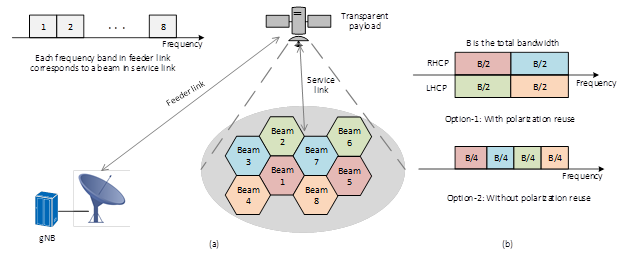 1 2 . . . 8
Frequency
Each frequency band in feeder link
corresponds to a beam in service link
Transparent
payload
Feeder link
Service
link
Beam
2
Beam
6
Beam
3
Beam
7
Beam
1
Beam
5
Beam
4
Beam
8
gNB
(a)
B is the total bandwidth
RHCP B/2 B/2
LHCP B/2 B/2
Frequency
Option-1: With polarization reuse
B/4 B/4 B/4 B/4
Frequency
Option-2: Without polarization reuse
(b)